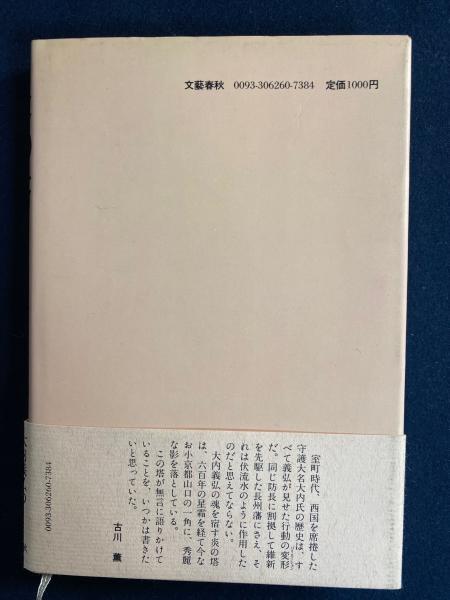 文藝春秋 0093-306260-7384 定価1000円
室町時代、西国を席捲した
守護大名大内氏の歴史は、す
べて義弘が見せた行動の変形
だ。同じ防長に割拠して維新
を先駆した長州藩にさえ、そ
れは伏流水のように作用した
のだと思えてならない。
大内義弘の魂を宿す炎の塔
は、六百年の星霜を経て今な
お小京都山口の一角に、秀麗
な影を落としている。
この塔が無言に語りかけて
いることを、いつかは書きた
いと思っていた。
古川 薫
0093-306260-7384